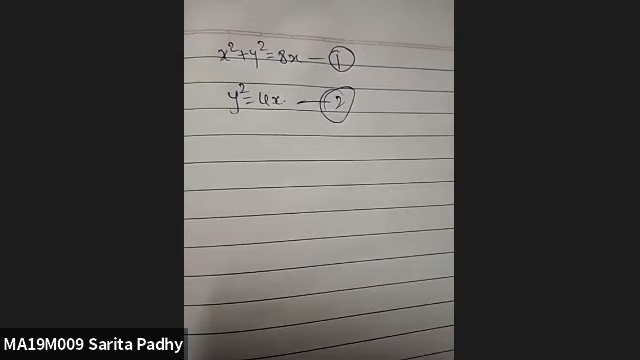 x²+y²=8x — ①
y²=4x. — ②
MA19M009 Sarita Padhy